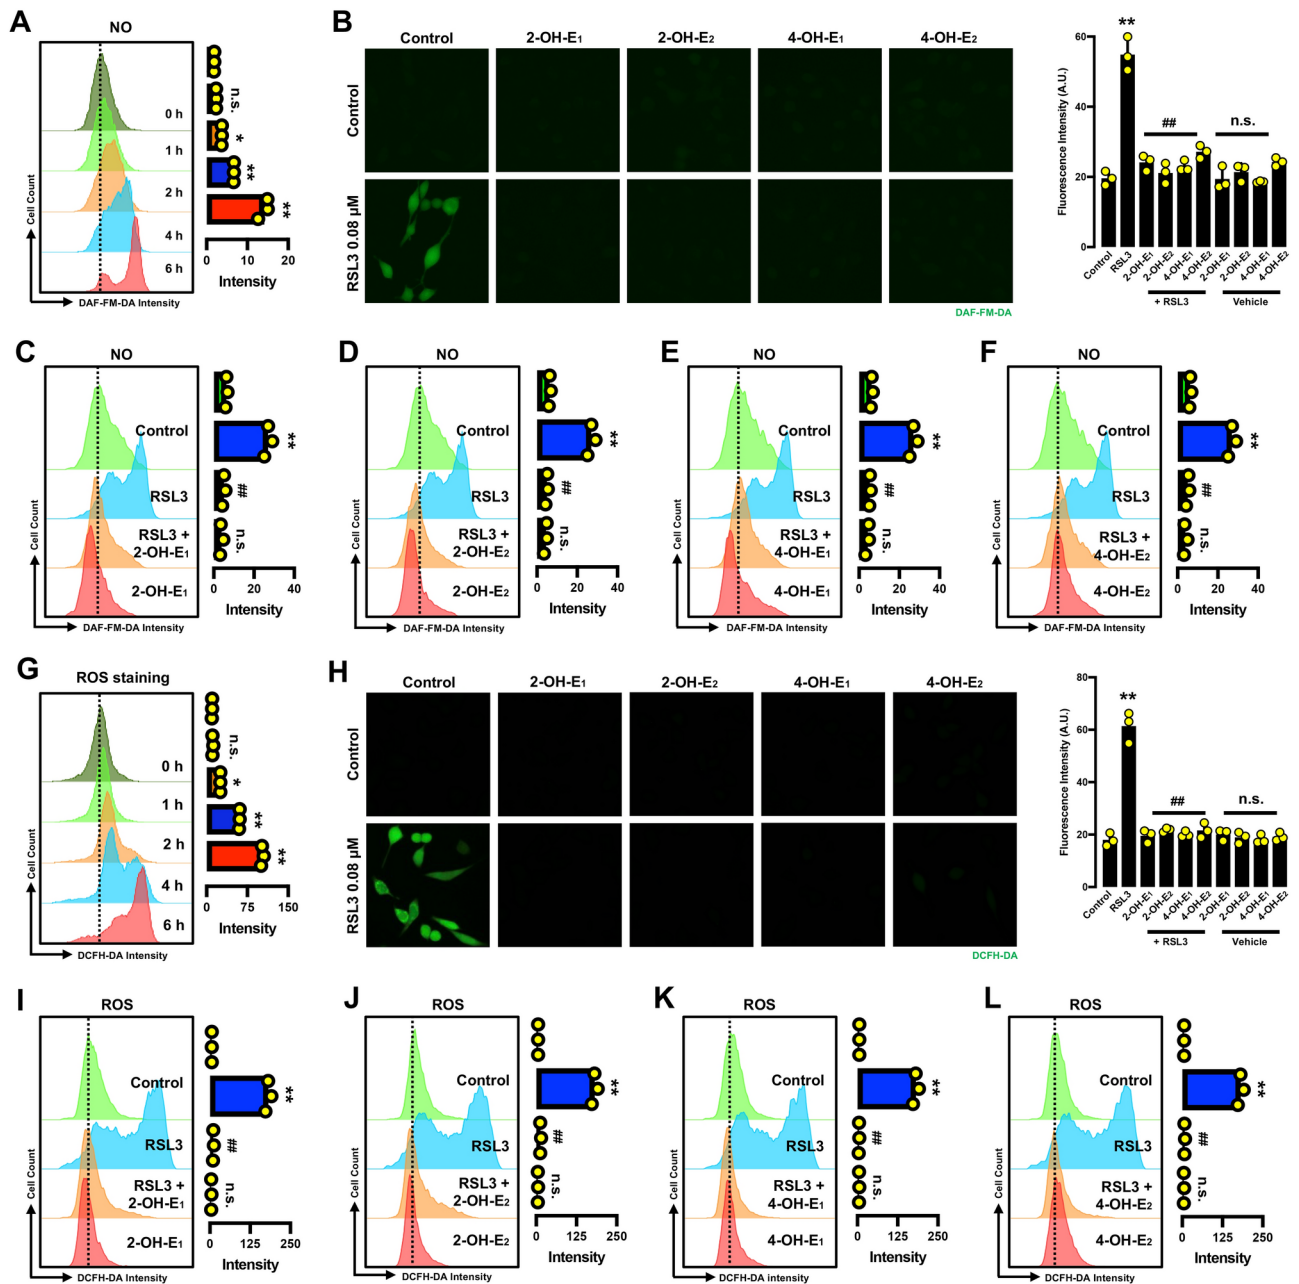 A
NO
0 h
1 h
2 h
4 h
6 h
Cell Count
DAF-FM-DA Intensity
n.s.
*
**
**
0 10 20
Intensity
B
Control 2-OH-E1 2-OH-E2 4-OH-E1 4-OH-E2
Control
RSL3 0.08 μM
DAF-FM-DA
Fluorescence Intensity (A.U.)
60
40
20
0
**
##
n.s.
Control RSL3 2-OH-E1 2-OH-E2 4-OH-E1 4-OH-E2 2-OH-E1 2-OH-E2 4-OH-E1 4-OH-E2
+ RSL3 Vehicle
C
NO
Control
RSL3
RSL3 +
2-OH-E1
2-OH-E1
Cell Count
DAF-FM-DA Intensity
**
##
n.s.
0 20 40
Intensity
D
NO
Control
RSL3
RSL3 +
2-OH-E2
2-OH-E2
Cell Count
DAF-FM-DA Intensity
**
##
n.s.
0 20 40
Intensity
E
NO
Control
RSL3
RSL3 +
4-OH-E1
4-OH-E1
Cell Count
DAF-FM-DA Intensity
**
##
n.s.
0 20 40
Intensity
F
NO
Control
RSL3
RSL3 +
4-OH-E2
4-OH-E2
Cell Count
DAF-FM-DA Intensity
**
##
n.s.
0 20 40
Intensity
G
ROS staining
0 h
1 h
2 h
4 h
6 h
Cell Count
DCFH-DA Intensity
n.s.
*
**
**
0 75 150
Intensity
H
Control 2-OH-E1 2-OH-E2 4-OH-E1 4-OH-E2
Control
RSL3 0.08 μM
DCFH-DA
Fluorescence Intensity (A.U.)
80
60
40
20
0
**
##
n.s.
Control RSL3 2-OH-E1 2-OH-E2 4-OH-E1 4-OH-E2 2-OH-E1 2-OH-E2 4-OH-E1 4-OH-E2
+ RSL3 Vehicle
I
ROS
Control
RSL3
RSL3 +
2-OH-E1
2-OH-E1
Cell Count
DCFH-DA Intensity
**
##
n.s.
0 125 250
Intensity
J
ROS
Control
RSL3
RSL3 +
2-OH-E2
2-OH-E2
Cell Count
DCFH-DA Intensity
**
##
n.s.
0 125 250
Intensity
K
ROS
Control
RSL3
RSL3 +
4-OH-E1
4-OH-E1
Cell Count
DCFH-DA intensity
**
##
n.s.
0 125 250
Intensity
L
ROS
Control
RSL3
RSL3 +
4-OH-E2
4-OH-E2
Cell Count
DCFH-DA Intensity
**
##
n.s.
0 125 250
Intensity